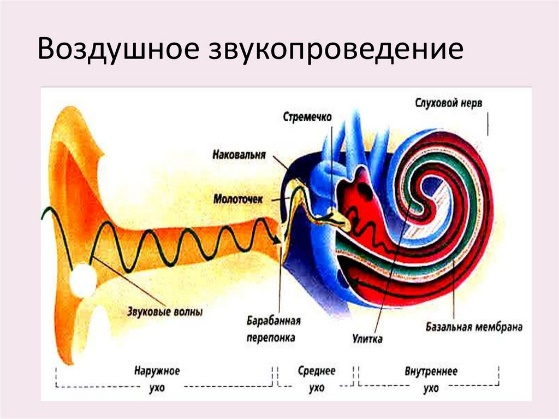 Воздушное звукопроведение
Слуховой нерв
Стремечко
Наковальня
Молоточек
Звуковые волны
Барабанная
перепонка
Улитка
Базальная мембрана
Наружное
ухо
Среднее
ухо
Внутреннее
ухо